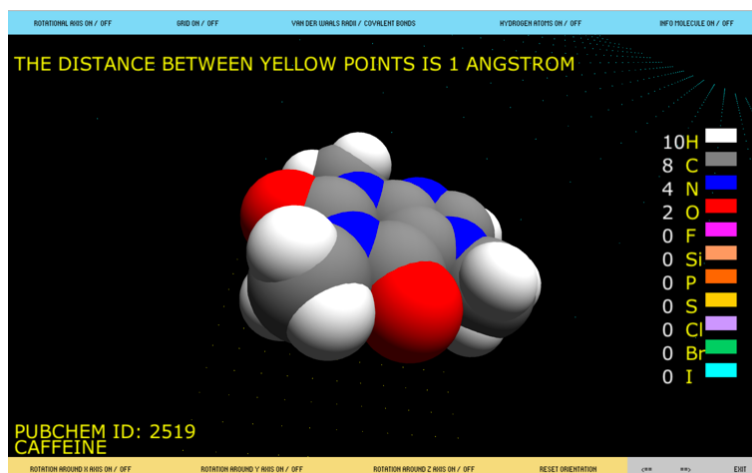 ROTATIONAL AXIS ON / OFF
GRID ON / OFF
VAN DER WAALS RADII / COVALENT BONDS
HYDROGEN ATOMS ON / OFF
INFO MOLECULE ON / OFF
THE DISTANCE BETWEEN YELLOW POINTS IS 1 ANGSTROM
10 H
8 C
4 N
2 O
0 F
0 Si
0 P
0 S
0 Cl
0 Br
0 I
PUBCHEM ID: 2519
CAFFEINE
ROTATION AROUND X AXIS ON / OFF
ROTATION AROUND Y AXIS ON / OFF
ROTATION AROUND Z AXIS ON / OFF
RESET ORIENTATION
<==
==>
EXIT